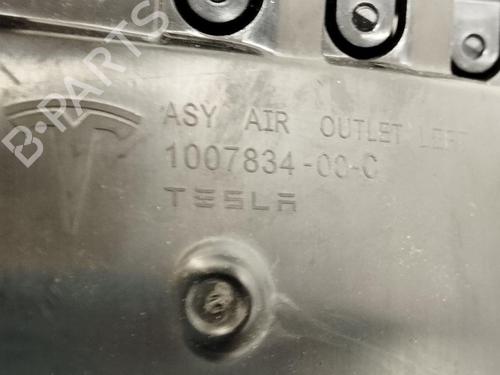 B-PARTS
ASY AIR OUTLET LEFT
1007834-00-C
TESLA